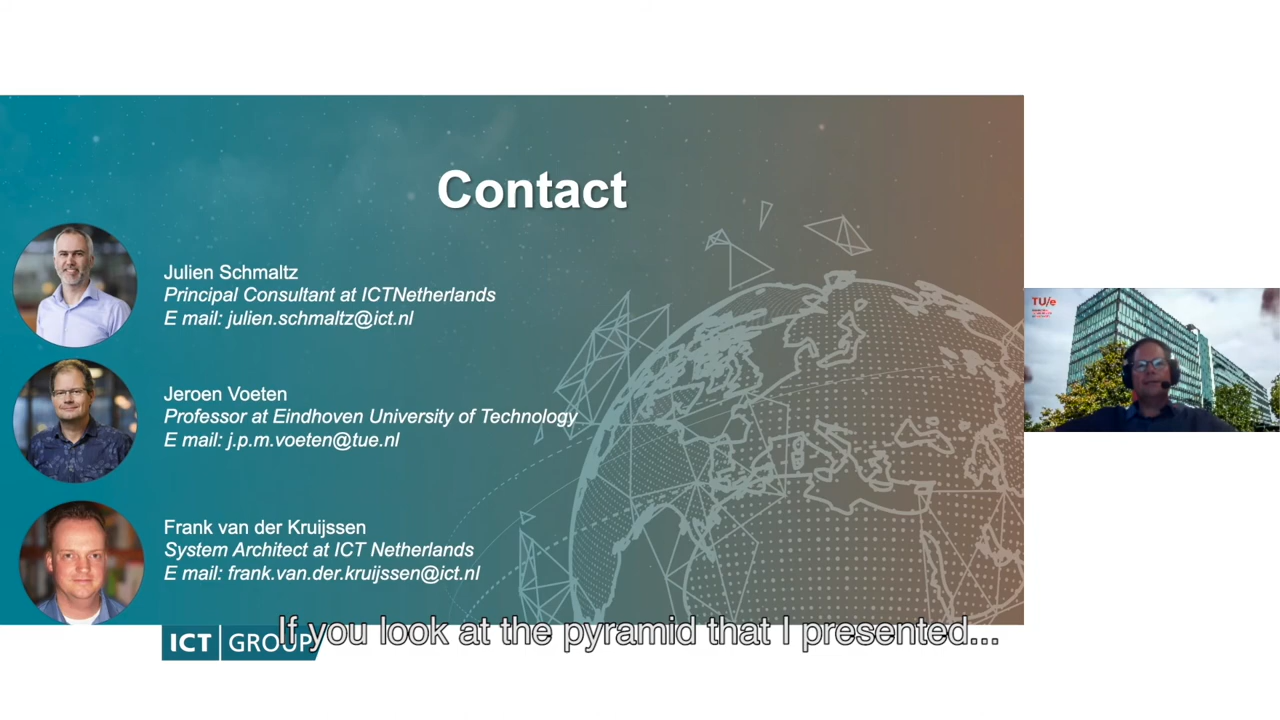 Contact
Julien Schmaltz
Principal Consultant at ICTNetherlands
E mail: julien.schmaltz@ict.nl
Jeroen Voeten
Professor at Eindhoven University of Technology
E mail: j.p.m.voeten@tue.nl
Frank van der Kruijssen
System Architect at ICT Netherlands
E mail: frank.van.der.kruijssen@ict.nl
TU/e
If you look at the pyramid that I presented...
ICT GROUP